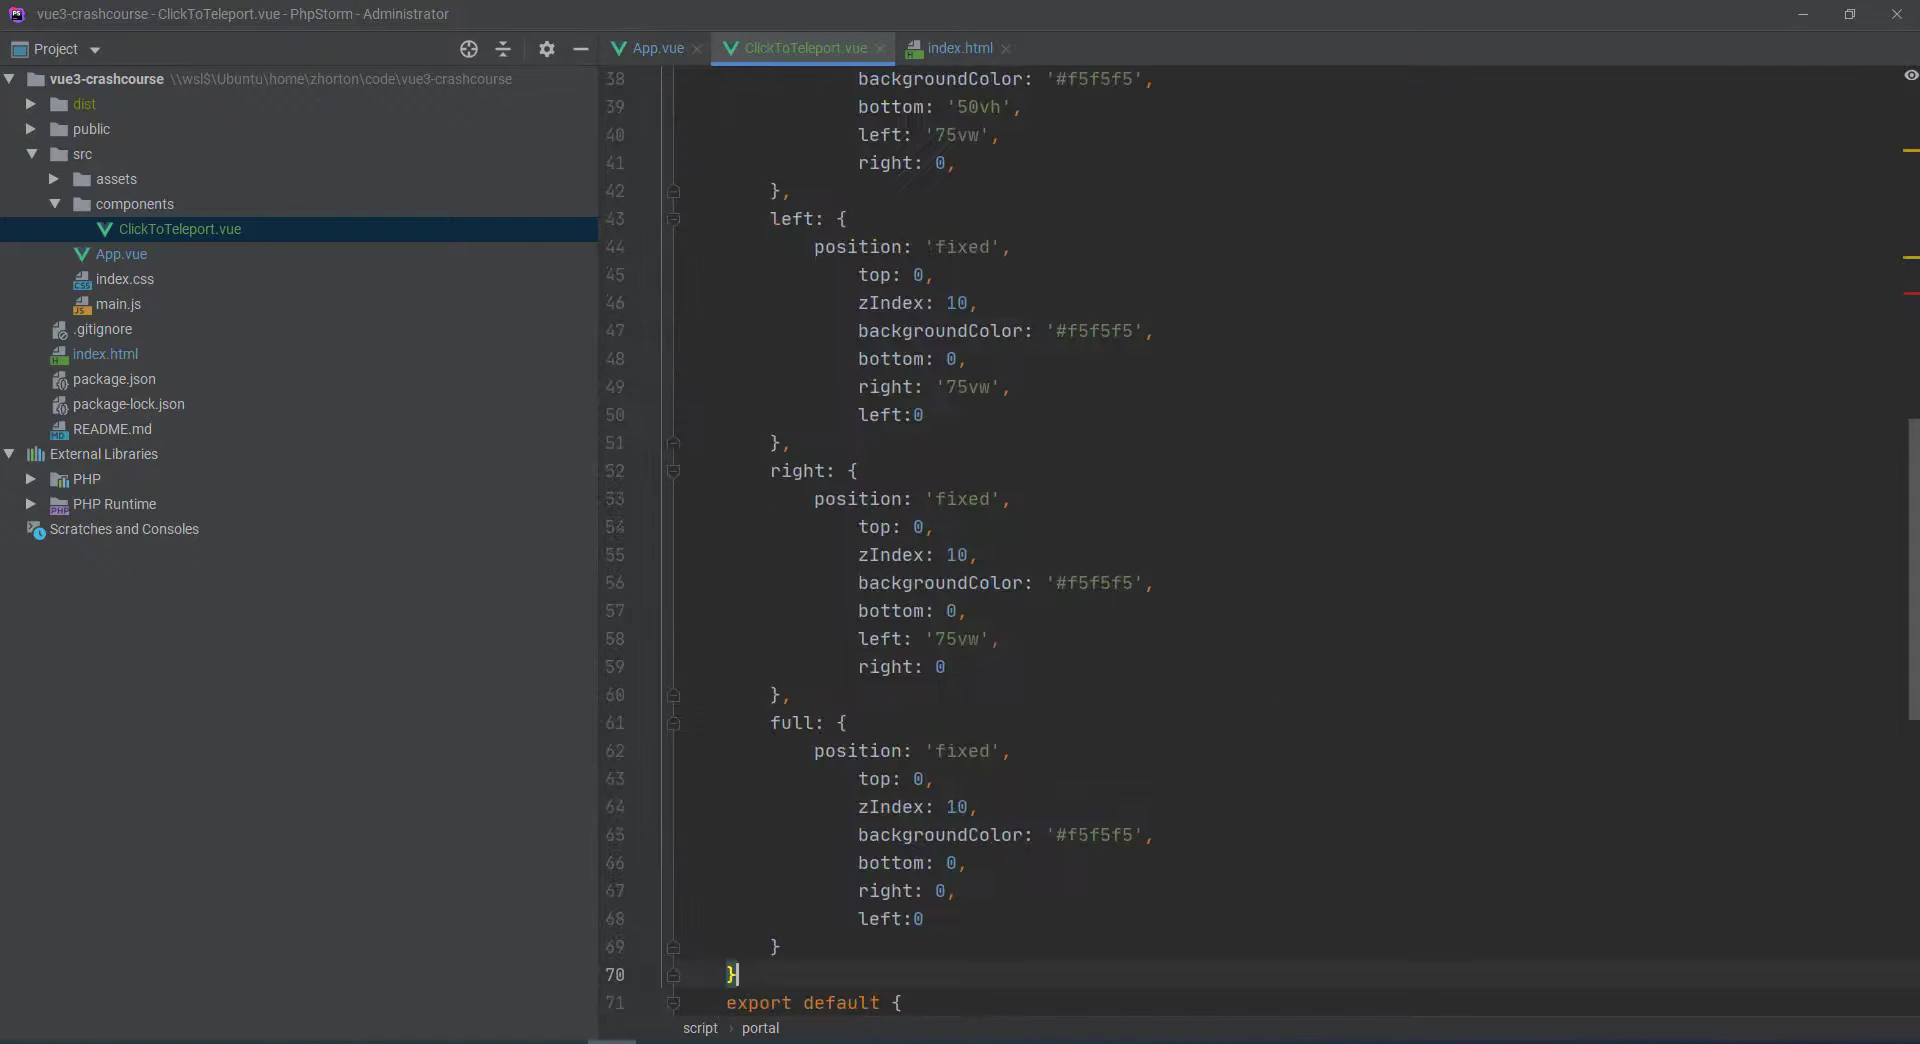 vue3-crashcourse - ClickToTeleport.vue - PhpStorm - Administrator
Project
App.vue
ClickToTeleport.vue
index.html
vue3-crashcourse \\wsl$\Ubuntu\home\zhorton\code\vue3-crashcourse
dist
public
src
assets
components
ClickToTeleport.vue
App.vue
index.css
main.js
.gitignore
index.html
package.json
package-lock.json
README.md
External Libraries
PHP
PHP Runtime
Scratches and Consoles
38 backgroundColor: '#f5f5f5',
39 bottom: '50vh',
40 left: '75vw',
41 right: 0,
42 },
43 left: {
44 position: 'fixed',
45 top: 0,
46 zIndex: 10,
47 backgroundColor: '#f5f5f5',
48 bottom: 0,
49 right: '75vw',
50 left:0
51 },
52 right: {
53 position: 'fixed',
54 top: 0,
55 zIndex: 10,
56 backgroundColor: '#f5f5f5',
57 bottom: 0,
58 left: '75vw',
59 right: 0
60 },
61 full: {
62 position: 'fixed',
63 top: 0,
64 zIndex: 10,
65 backgroundColor: '#f5f5f5',
66 bottom: 0,
67 right: 0,
68 left:0
69 }
70 }
71 export default {
script › portal